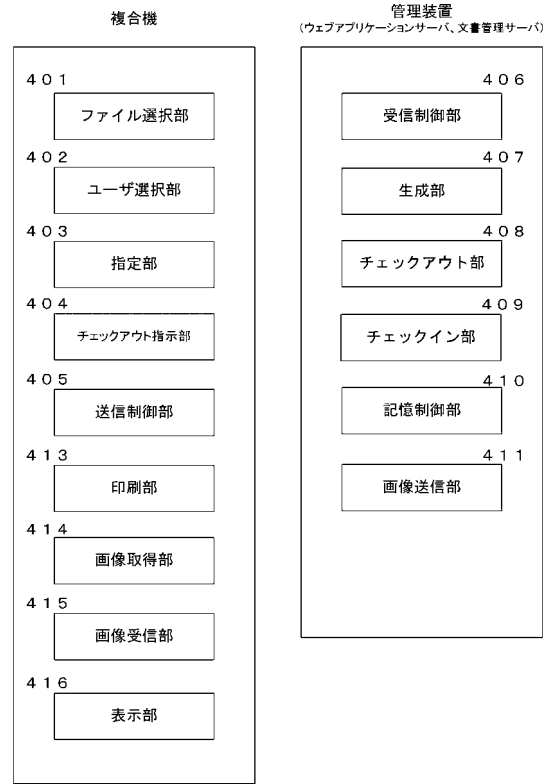 複合機
401
ファイル選択部
402
ユーザ選択部
403
指定部
404
チェックアウト指示部
405
送信制御部
413
印刷部
414
画像取得部
415
画像受信部
416
表示部
管理装置
(ウェブアプリケーションサーバ、文書管理サーバ)
406
受信制御部
407
生成部
408
チェックアウト部
409
チェックイン部
410
記憶制御部
411
画像送信部